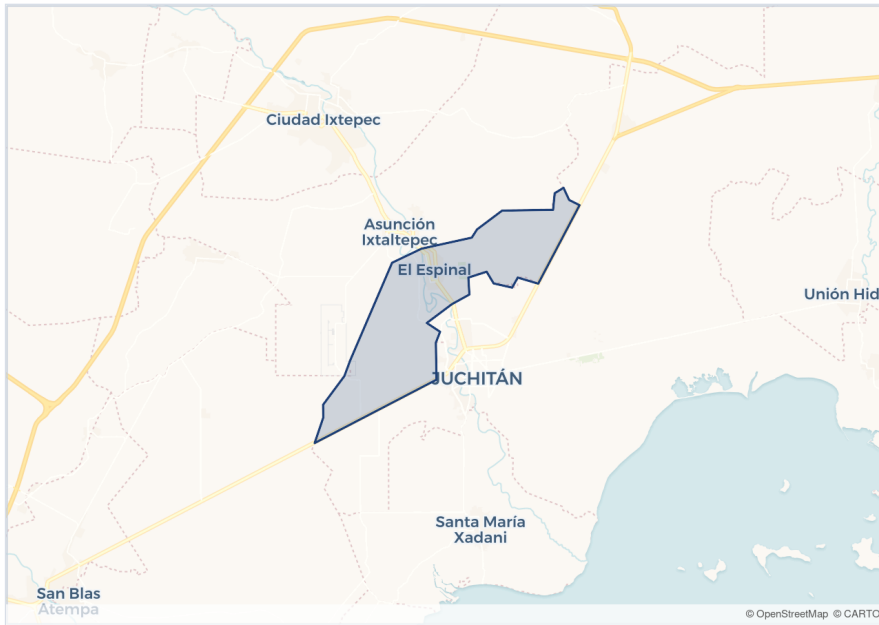 Ciudad Ixtepec
Asunción
Ixtaltepec
El Espinal
Unión Hid
JUCHITÁN
Santa María
Xadani
San Blas
Atempa
© OpenStreetMap © CARTO